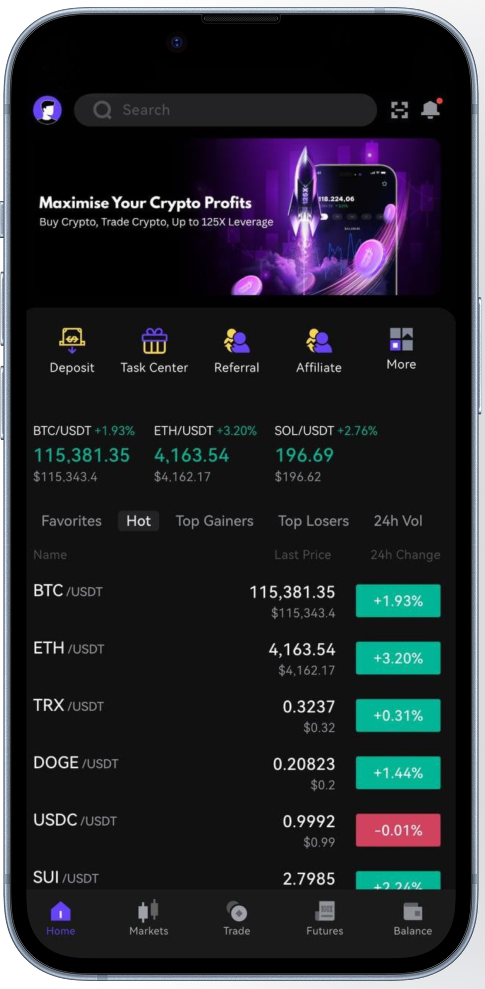 Search
Maximise Your Crypto Profits
Buy Crypto, Trade Crypto, Up to 125X Leverage
125X
118.224,06
Deposit Task Center Referral Affiliate More
BTC/USDT +1.93% ETH/USDT +3.20% SOL/USDT +2.76%
115,381.35 4,163.54 196.69
$115,343.4 $4,162.17 $196.62
Favorites Hot Top Gainers Top Losers 24h Vol
Name Last Price 24h Change
BTC /USDT 115,381.35 +1.93%
$115,343.4
ETH /USDT 4,163.54 +3.20%
$4,162.17
TRX /USDT 0.3237 +0.31%
$0.32
DOGE /USDT 0.20823 +1.44%
$0.2
USDC /USDT 0.9992 -0.01%
$0.99
SUI /USDT 2.7985 +2.24%
Home Markets Trade Futures Balance